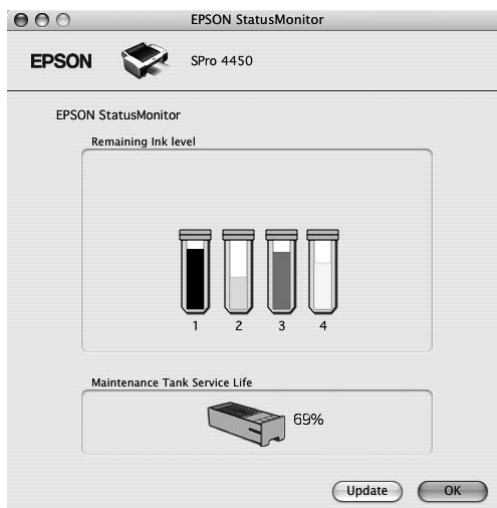 EPSON StatusMonitor
EPSON SPro 4450
EPSON StatusMonitor
Remaining Ink level
1 2 3 4
Maintenance Tank Service Life
69%
Update OK